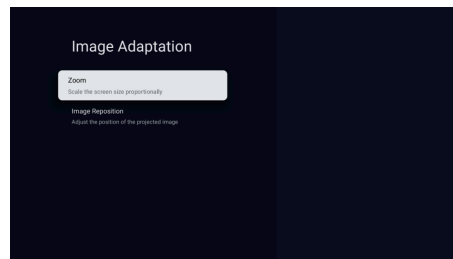 Image Adaptation
Zoom
Scale the screen size proportionally
Image Reposition
Adjust the position of the projected image